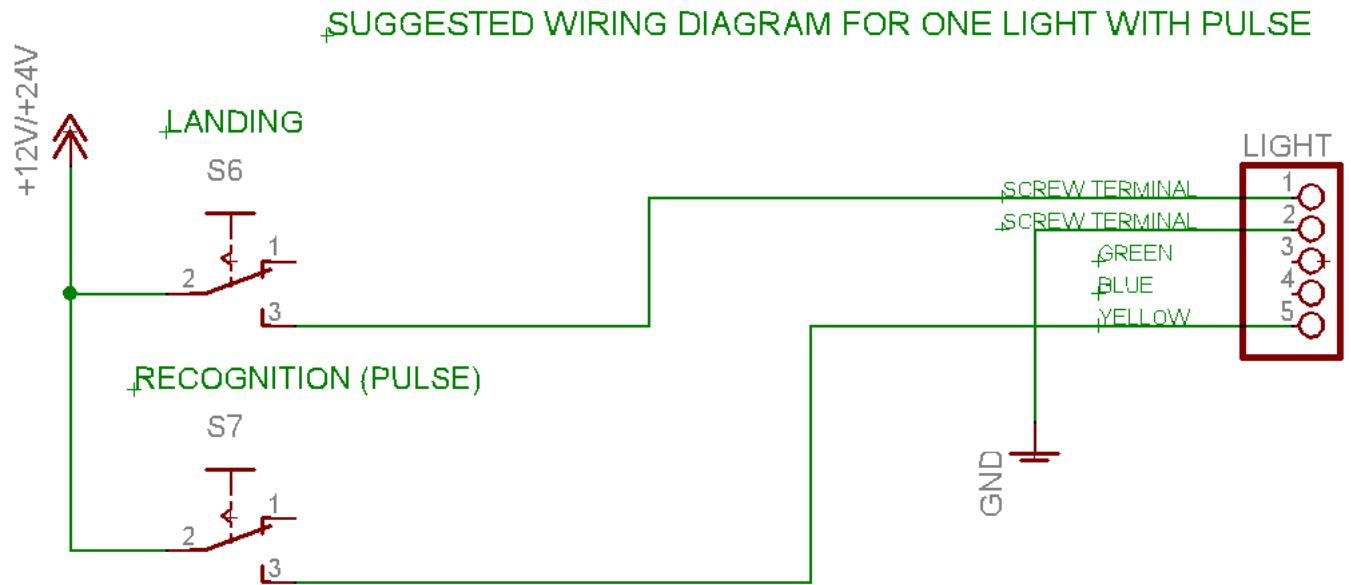 SUGGESTED WIRING DIAGRAM FOR ONE LIGHT WITH PULSE
+12V/+24V
LANDING
S6
1
2
3
RECOGNITION (PULSE)
S7
1
2
3
LIGHT
SCREW TERMINAL 1
SCREW TERMINAL 2
GREEN 3
BLUE 4
YELLOW 5
GND